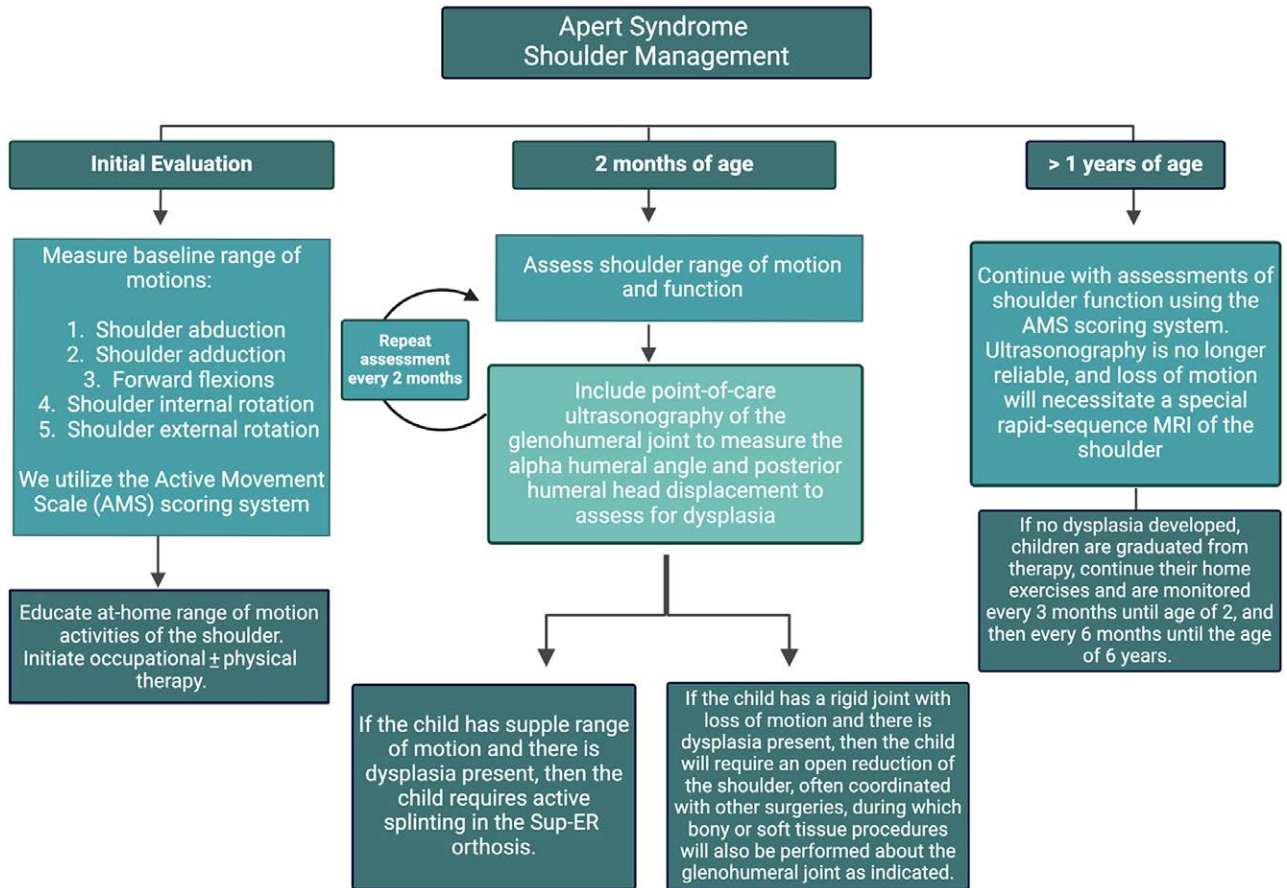 Apert Syndrome
Shoulder Management
Initial Evaluation
Measure baseline range of
motions:
1. Shoulder abduction
2. Shoulder adduction
3. Forward flexions
4. Shoulder internal rotation
5. Shoulder external rotation
We utilize the Active Movement
Scale (AMS) scoring system
Educate at-home range of motion
activities of the shoulder.
Initiate occupational ± physical
therapy.
2 months of age
Assess shoulder range of motion
and function
Repeat
assessment
every 2 months
Include point-of-care
ultrasonography of the
glenohumeral joint to measure the
alpha humeral angle and posterior
humeral head displacement to
assess for dysplasia
If the child has supple range
of motion and there is
dysplasia present, then the
child requires active
splinting in the Sup-ER
orthosis.
If the child has a rigid joint with
loss of motion and there is
dysplasia present, then the child
will require an open reduction of
the shoulder, often coordinated
with other surgeries, during which
bony or soft tissue procedures
will also be performed about the
glenohumeral joint as indicated.
> 1 years of age
Continue with assessments of
shoulder function using the
AMS scoring system.
Ultrasonography is no longer
reliable, and loss of motion
will necessitate a special
rapid-sequence MRI of the
shoulder
If no dysplasia developed,
children are graduated from
therapy, continue their home
exercises and are monitored
every 3 months until age of 2, and
then every 6 months until the age
of 6 years.